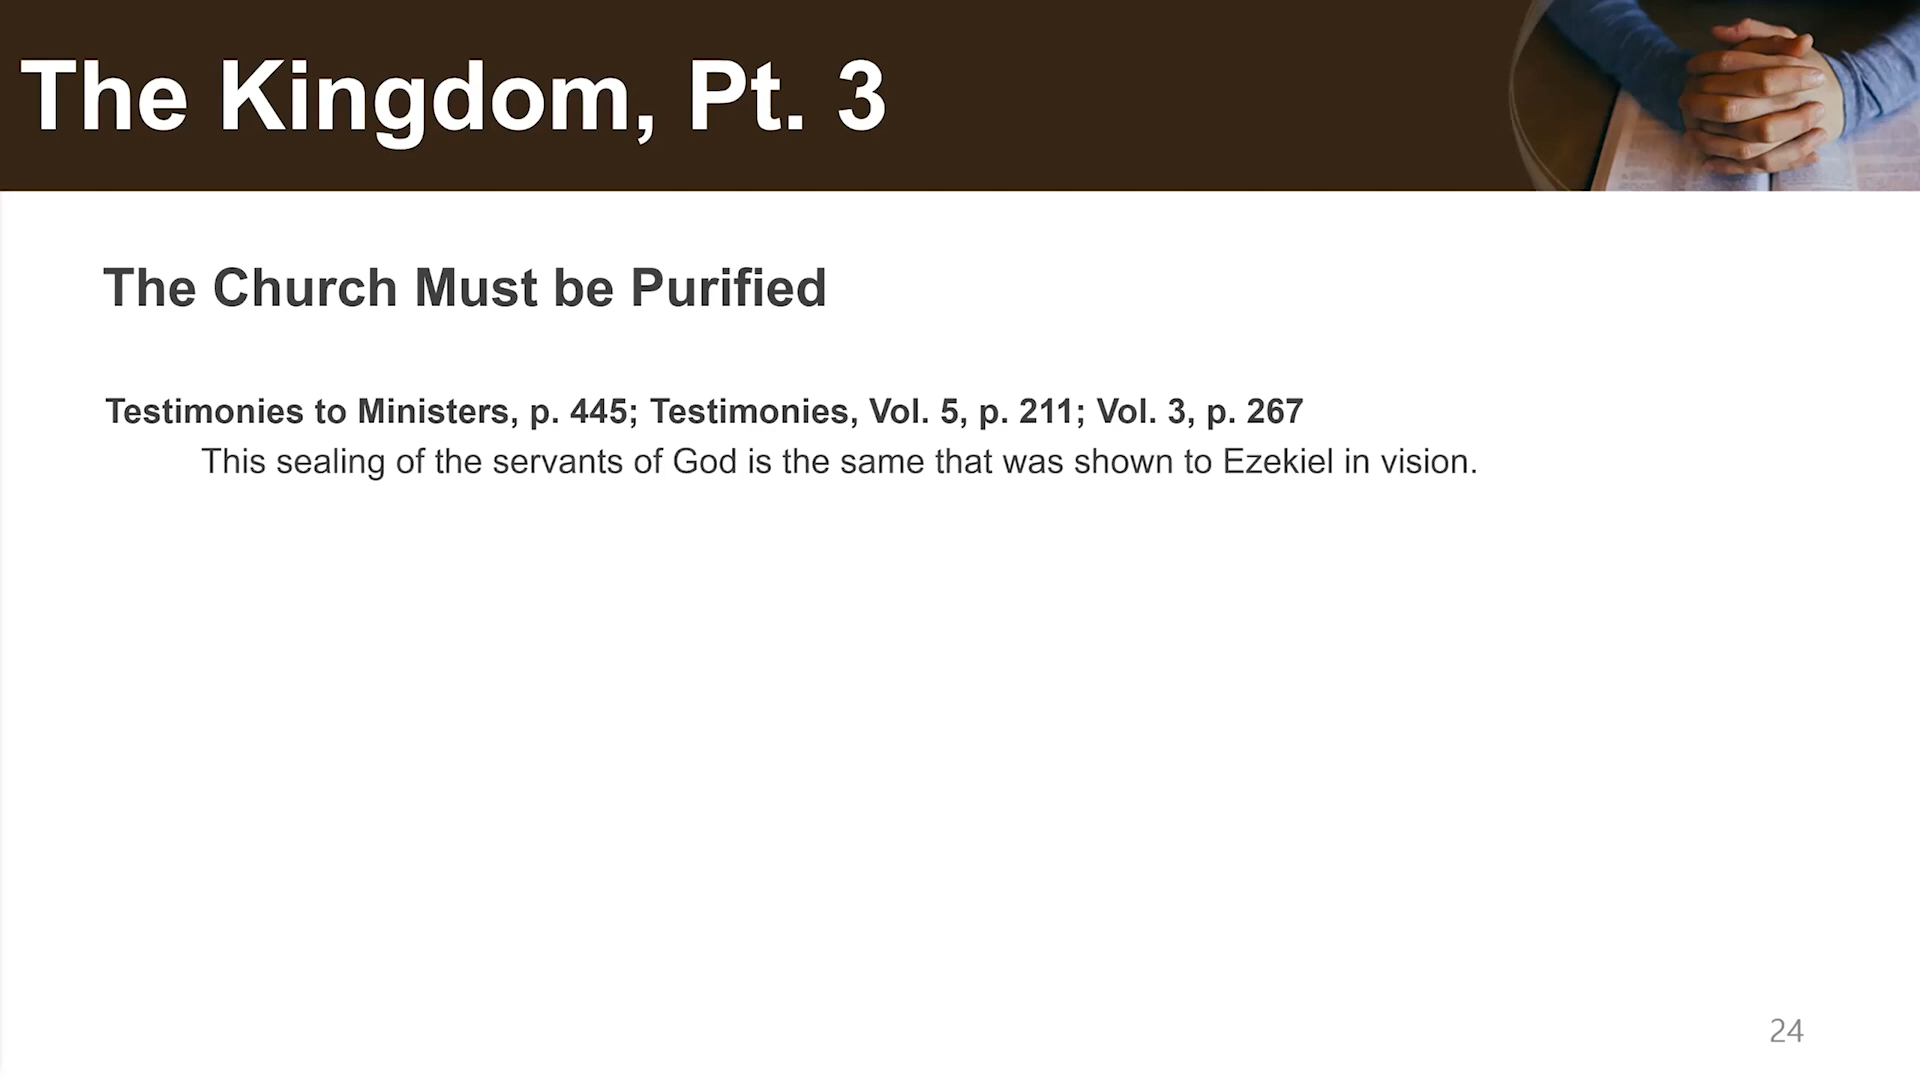 The Kingdom, Pt. 3
The Church Must be Purified
Testimonies to Ministers, p. 445; Testimonies, Vol. 5, p. 211; Vol. 3, p. 267
This sealing of the servants of God is the same that was shown to Ezekiel in vision.
24